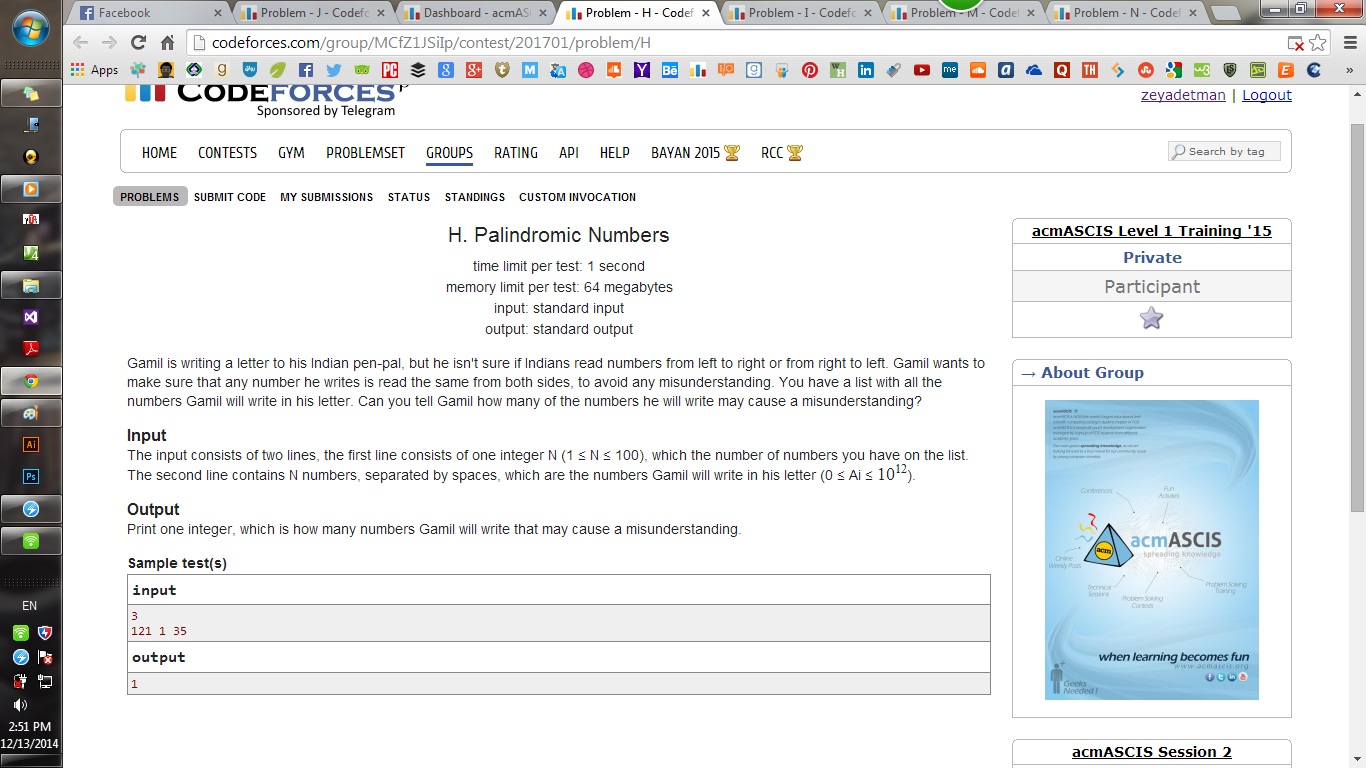 Facebook
Problem - J - Codefo
Dashboard - acmAS
Problem - H - Codef
Problem - I - Codefo
Problem - M - Codef
Problem - N - Codef
codeforces.com/group/MCfZ1JSiIp/contest/201701/problem/H
Apps
CODEFORCES
Sponsored by Telegram
zeyadetman | Logout
HOME CONTESTS GYM PROBLEMSET GROUPS RATING API HELP BAYAN 2015 RCC
Search by tag
PROBLEMS SUBMIT CODE MY SUBMISSIONS STATUS STANDINGS CUSTOM INVOCATION
H. Palindromic Numbers
time limit per test: 1 second
memory limit per test: 64 megabytes
input: standard input
output: standard output
Gamil is writing a letter to his Indian pen-pal, but he isn't sure if Indians read numbers from left to right or from right to left. Gamil wants to
make sure that any number he writes is read the same from both sides, to avoid any misunderstanding. You have a list with all the
numbers Gamil will write in his letter. Can you tell Gamil how many of the numbers he will write may cause a misunderstanding?
Input
The input consists of two lines, the first line consists of one integer N (1 ≤ N ≤ 100), which the number of numbers you have on the list.
The second line contains N numbers, separated by spaces, which are the numbers Gamil will write in his letter (0 ≤ Ai ≤ 10^12).
Output
Print one integer, which is how many numbers Gamil will write that may cause a misunderstanding.
Sample test(s)
input
3
121 1 35
output
1
acmASCIS Level 1 Training '15
Private
Participant
→ About Group
Conferences
Fun
Activities
acmASCIS
spreading knowledge
acm
Online
Weekly Posts
Technical
Sessions
Problem Solving
Contests
Problem Solving
Training
when learning becomes fun
www.acmascis.org
Geeks
Needed !
acmASCIS Session 2
EN
2:51 PM
12/13/2014